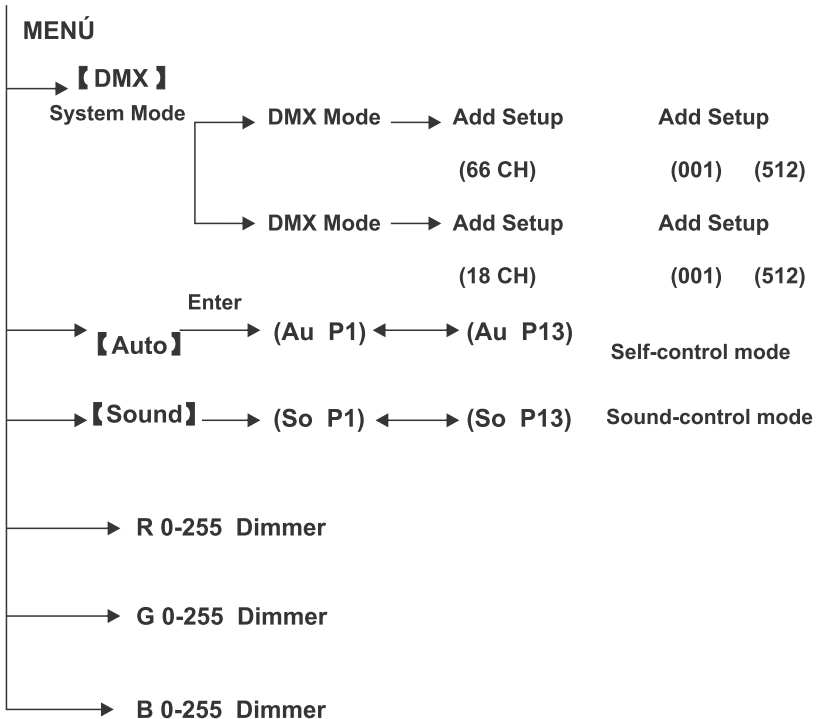 MENÚ
【DMX】
System Mode
DMX Mode Add Setup Add Setup
(66 CH) (001) (512)
DMX Mode Add Setup Add Setup
(18 CH) (001) (512)
Enter
【Auto】 (Au P1) (Au P13)
Self-control mode
【Sound】 (So P1) (So P13) Sound-control mode
R 0-255 Dimmer
G 0-255 Dimmer
B 0-255 Dimmer